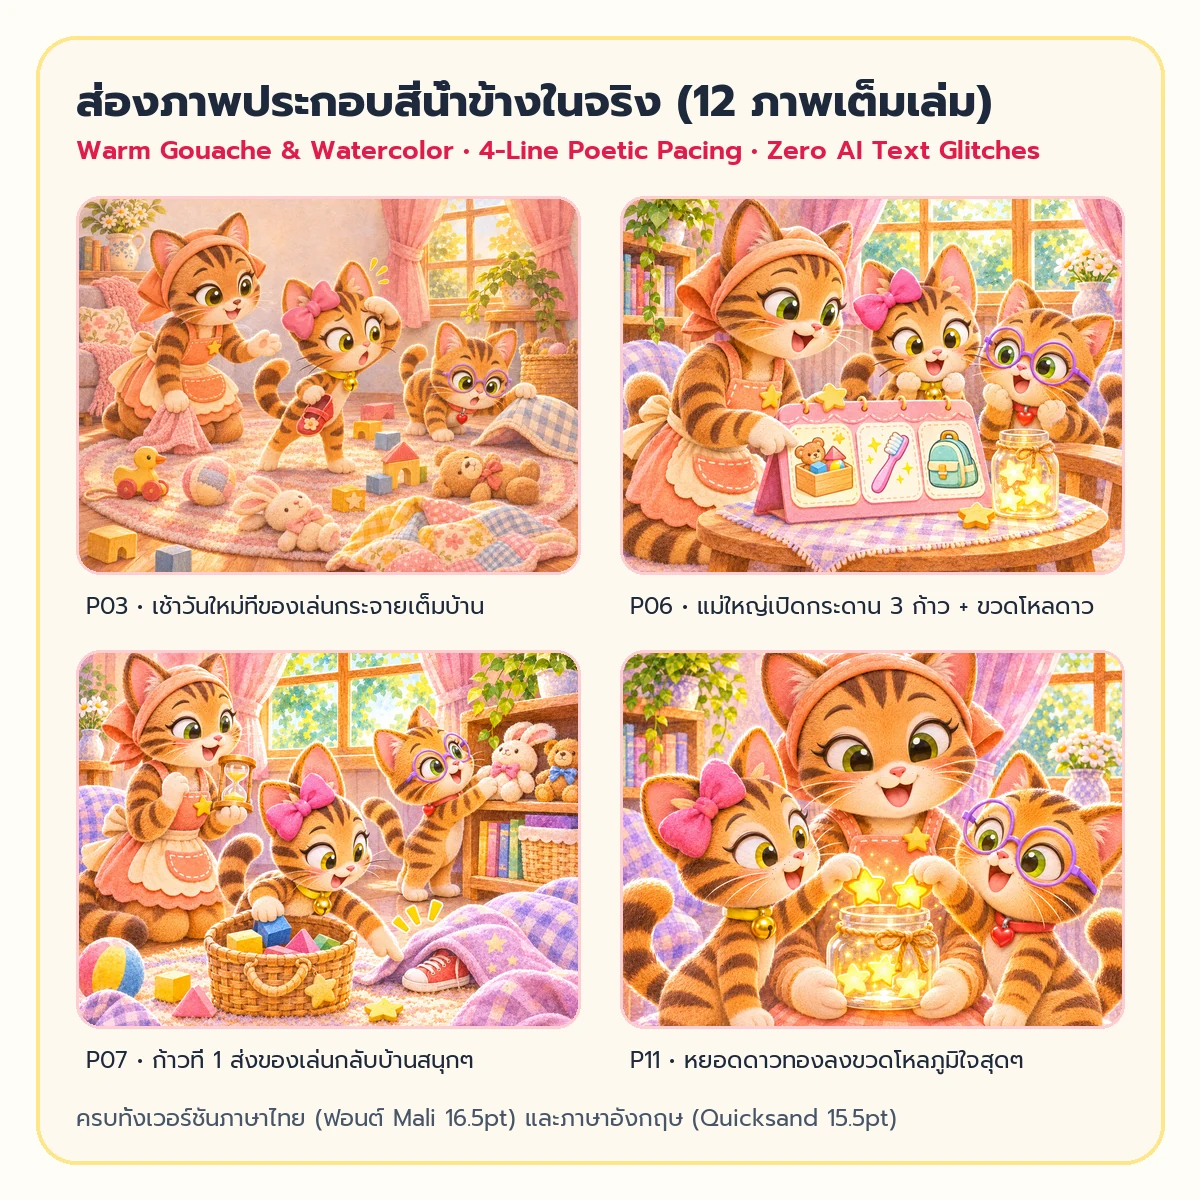 ส่องภาพประกอบสีน้ำข้างในจริง (12 ภาพเต็มเล่ม)
Warm Gouache & Watercolor • 4-Line Poetic Pacing • Zero AI Text Glitches
P03 • เช้าวันใหม่ที่ของเล่นกระจายเต็มบ้าน
P06 • แม่ใหญ่เปิดกระดาน 3 ก้าว + ขวดโหลดาว
P07 • ก้าวที่ 1 ส่งของเล่นกลับบ้านสนุกๆ
P11 • หยอดดาวทองลงขวดโหลภูมิใจสุดๆ
ครบทั้งเวอร์ชันภาษาไทย (ฟอนต์ Mali 16.5pt) และภาษาอังกฤษ (Quicksand 15.5pt)